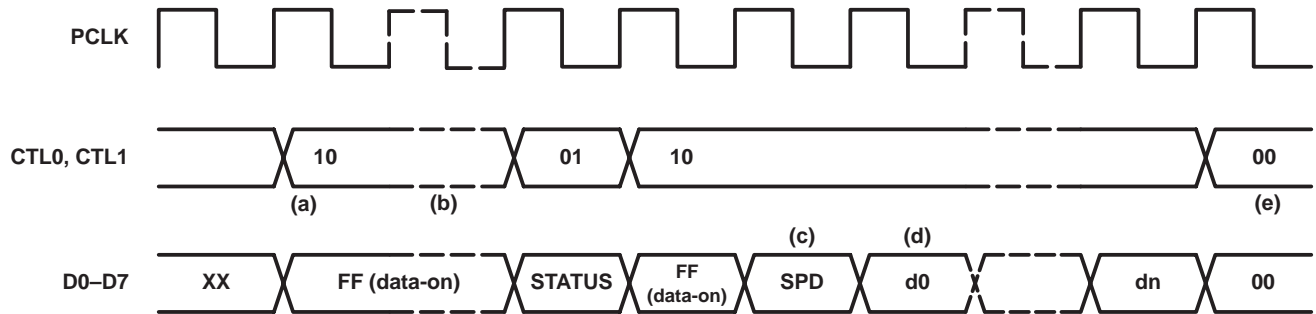 PCLK
CTL0, CTL1
10
01
10
00
(a)
(b)
(e)
(c)
(d)
D0–D7
XX
FF (data-on)
STATUS
FF
(data-on)
SPD
d0
dn
00